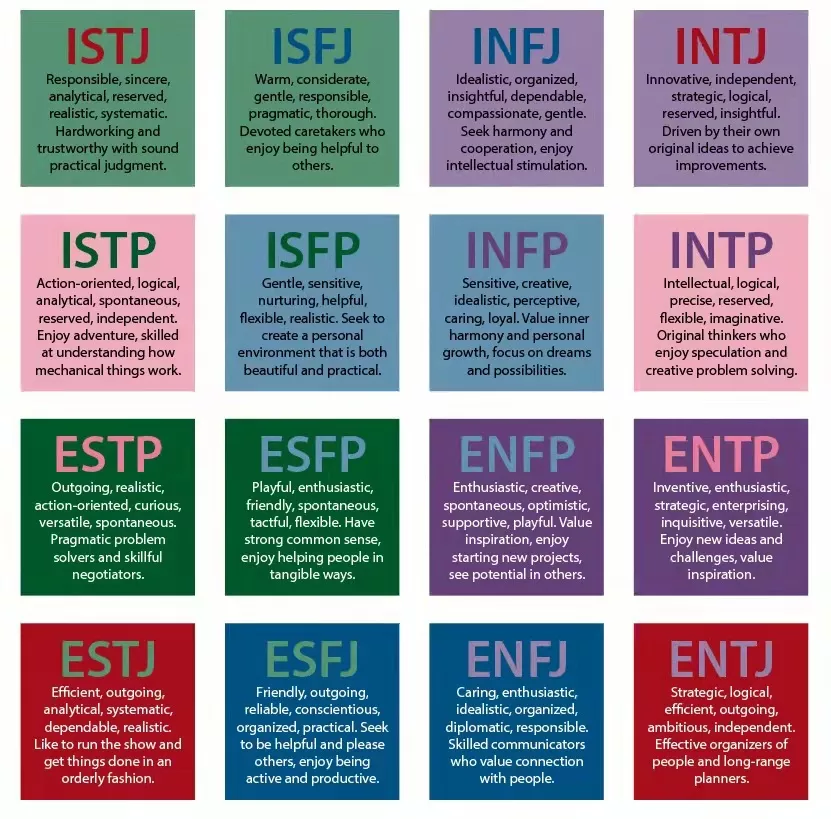 ISTJ
Responsible, sincere,
analytical, reserved,
realistic, systematic.
Hardworking and
trustworthy with sound
practical judgment.
ISFJ
Warm, considerate,
gentle, responsible,
pragmatic, thorough.
Devoted caretakers who
enjoy being helpful to
others.
INFJ
Idealistic, organized,
insightful, dependable,
compassionate, gentle.
Seek harmony and
cooperation, enjoy
intellectual stimulation.
INTJ
Innovative, independent,
strategic, logical,
reserved, insightful.
Driven by their own
original ideas to achieve
improvements.
ISTP
Action-oriented, logical,
analytical, spontaneous,
reserved, independent.
Enjoy adventure, skilled
at understanding how
mechanical things work.
ISFP
Gentle, sensitive,
nurturing, helpful,
flexible, realistic. Seek to
create a personal
environment that is both
beautiful and practical.
INFP
Sensitive, creative,
idealistic, perceptive,
caring, loyal. Value inner
harmony and personal
growth, focus on dreams
and possibilities.
INTP
Intellectual, logical,
precise, reserved,
flexible, imaginative.
Original thinkers who
enjoy speculation and
creative problem solving.
ESTP
Outgoing, realistic,
action-oriented, curious,
versatile, spontaneous.
Pragmatic problem
solvers and skillful
negotiators.
ESFP
Playful, enthusiastic,
friendly, spontaneous,
tactful, flexible. Have
strong common sense,
enjoy helping people in
tangible ways.
ENFP
Enthusiastic, creative,
spontaneous, optimistic,
supportive, playful. Value
inspiration, enjoy
starting new projects,
see potential in others.
ENTP
Inventive, enthusiastic,
strategic, enterprising,
inquisitive, versatile.
Enjoy new ideas and
challenges, value
inspiration.
ESTJ
Efficient, outgoing,
analytical, systematic,
dependable, realistic.
Like to run the show and
get things done in an
orderly fashion.
ESFJ
Friendly, outgoing,
reliable, conscientious,
organized, practical. Seek
to be helpful and please
others, enjoy being
active and productive.
ENFJ
Caring, enthusiastic,
idealistic, organized,
diplomatic, responsible.
Skilled communicators
who value connection
with people.
ENTJ
Strategic, logical,
efficient, outgoing,
ambitious, independent.
Effective organizers of
people and long-range
planners.